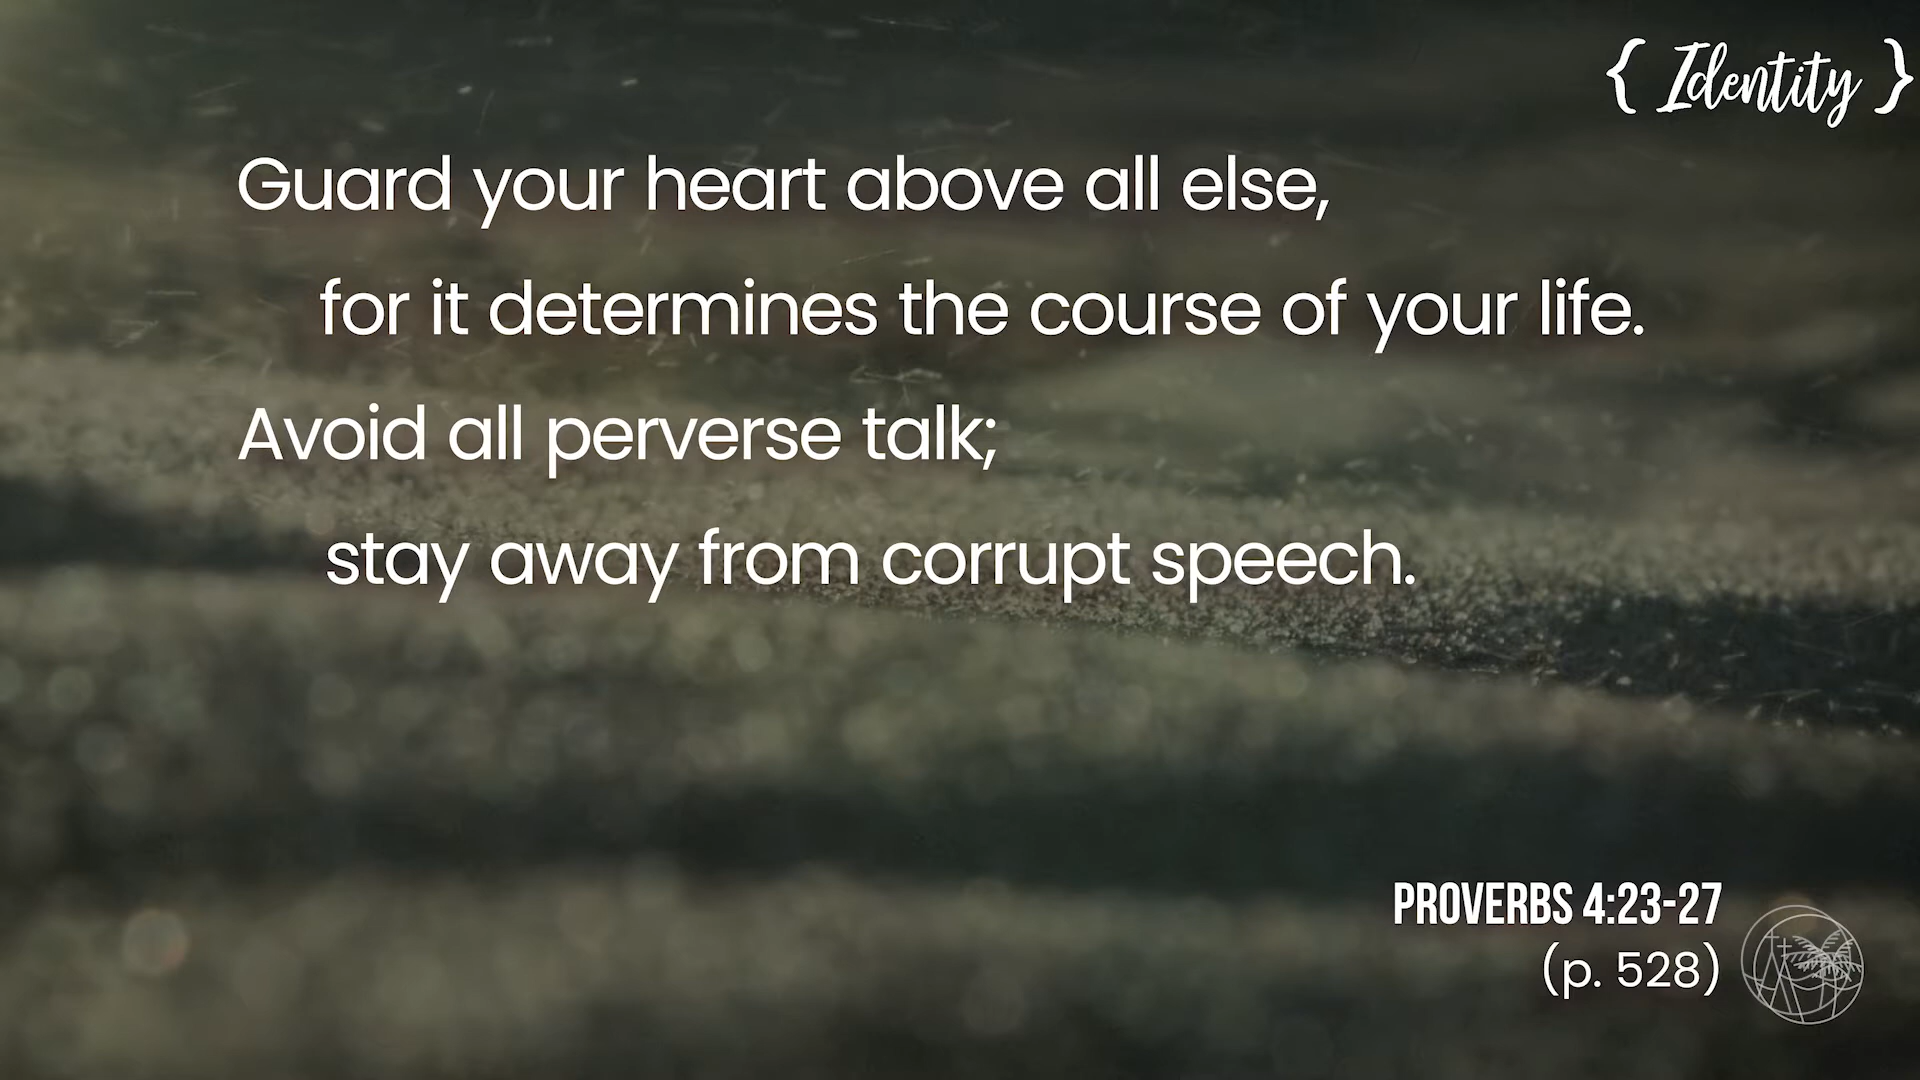 { Identity }
Guard your heart above all else,
for it determines the course of your life.
Avoid all perverse talk;
stay away from corrupt speech.
PROVERBS 4:23-27
(p. 528)